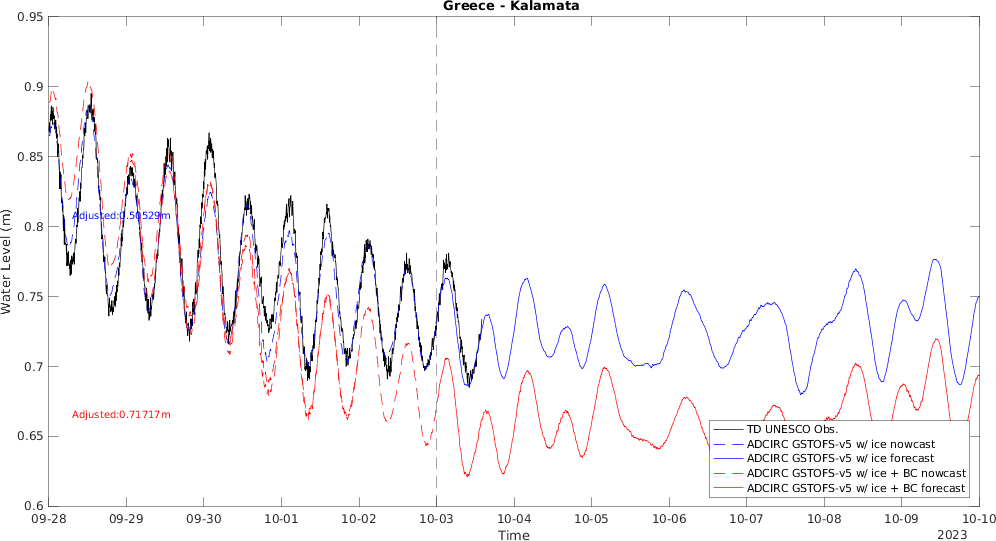 Greece - Kalamata
0.95
0.9
0.85
0.8
0.75
0.7
0.65
0.6
Water Level (m)
Adjusted:0.50529m
Adjusted:0.71717m
TD UNESCO Obs.
ADCIRC GSTOFS-v5 w/ ice nowcast
ADCIRC GSTOFS-v5 w/ ice forecast
ADCIRC GSTOFS-v5 w/ ice + BC nowcast
ADCIRC GSTOFS-v5 w/ ice + BC forecast
09-28 09-29 09-30 10-01 10-02 10-03 10-04 10-05 10-06 10-07 10-08 10-09 10-10
Time
2023